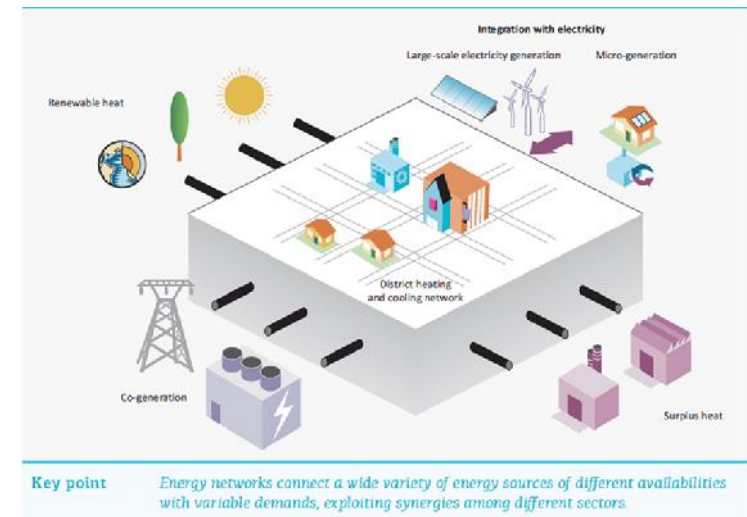 Integration with electricity
Large-scale electricity generation
Micro-generation
Renewable heat
District heating
and cooling network
Co-generation
Surplus heat
Key point
Energy networks connect a wide variety of energy sources of different availabilities
with variable demands, exploiting synergies among different sectors.